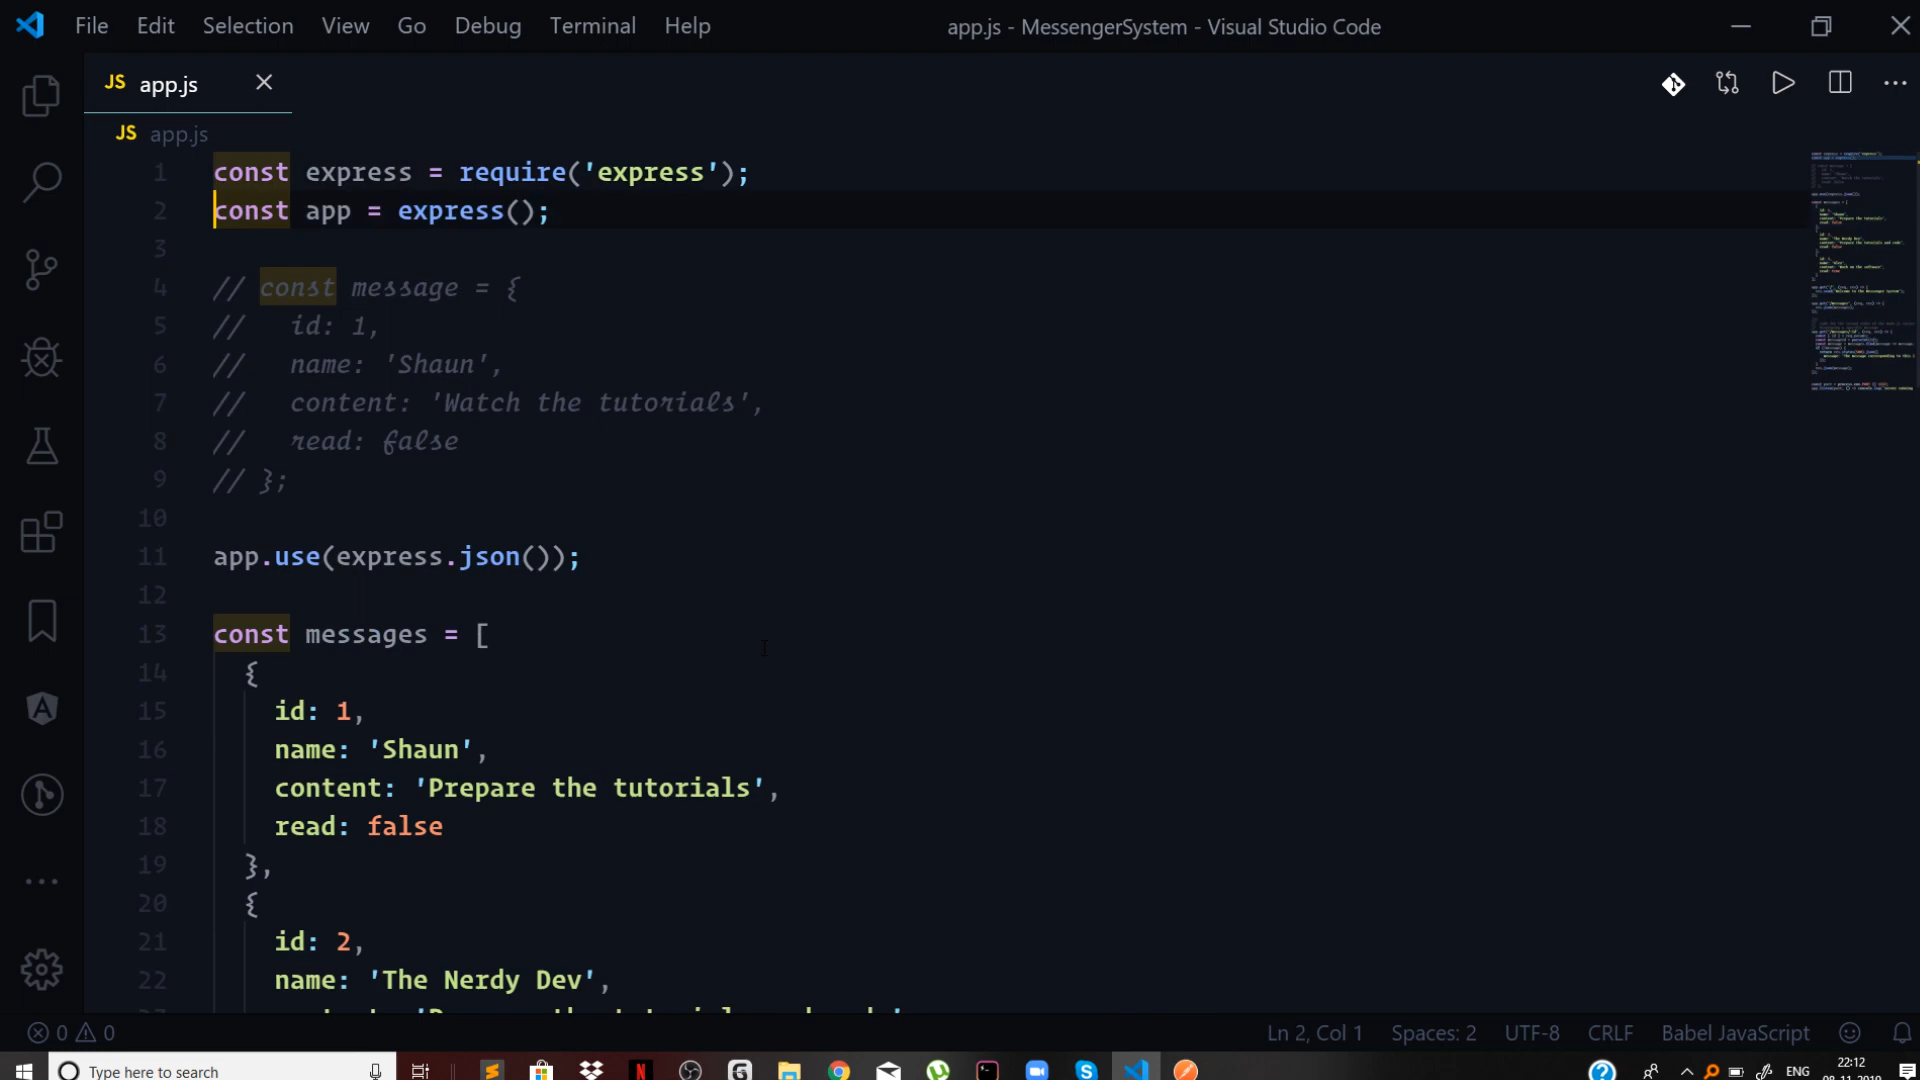 File Edit Selection View Go Debug Terminal Help
app.js - MessengerSystem - Visual Studio Code
JS app.js
JS app.js
1 const express = require('express');
2 const app = express();
3
4 // const message = {
5 //   id: 1,
6 //   name: 'Shaun',
7 //   content: 'Watch the tutorials',
8 //   read: false
9 // };
10
11 app.use(express.json());
12
13 const messages = [
14   {
15     id: 1,
16     name: 'Shaun',
17     content: 'Prepare the tutorials',
18     read: false
19   },
20   {
21     id: 2,
22     name: 'The Nerdy Dev',
0 0
Ln 2, Col 1 Spaces: 2 UTF-8 CRLF Babel JavaScript
Type here to search
ENG
22:12